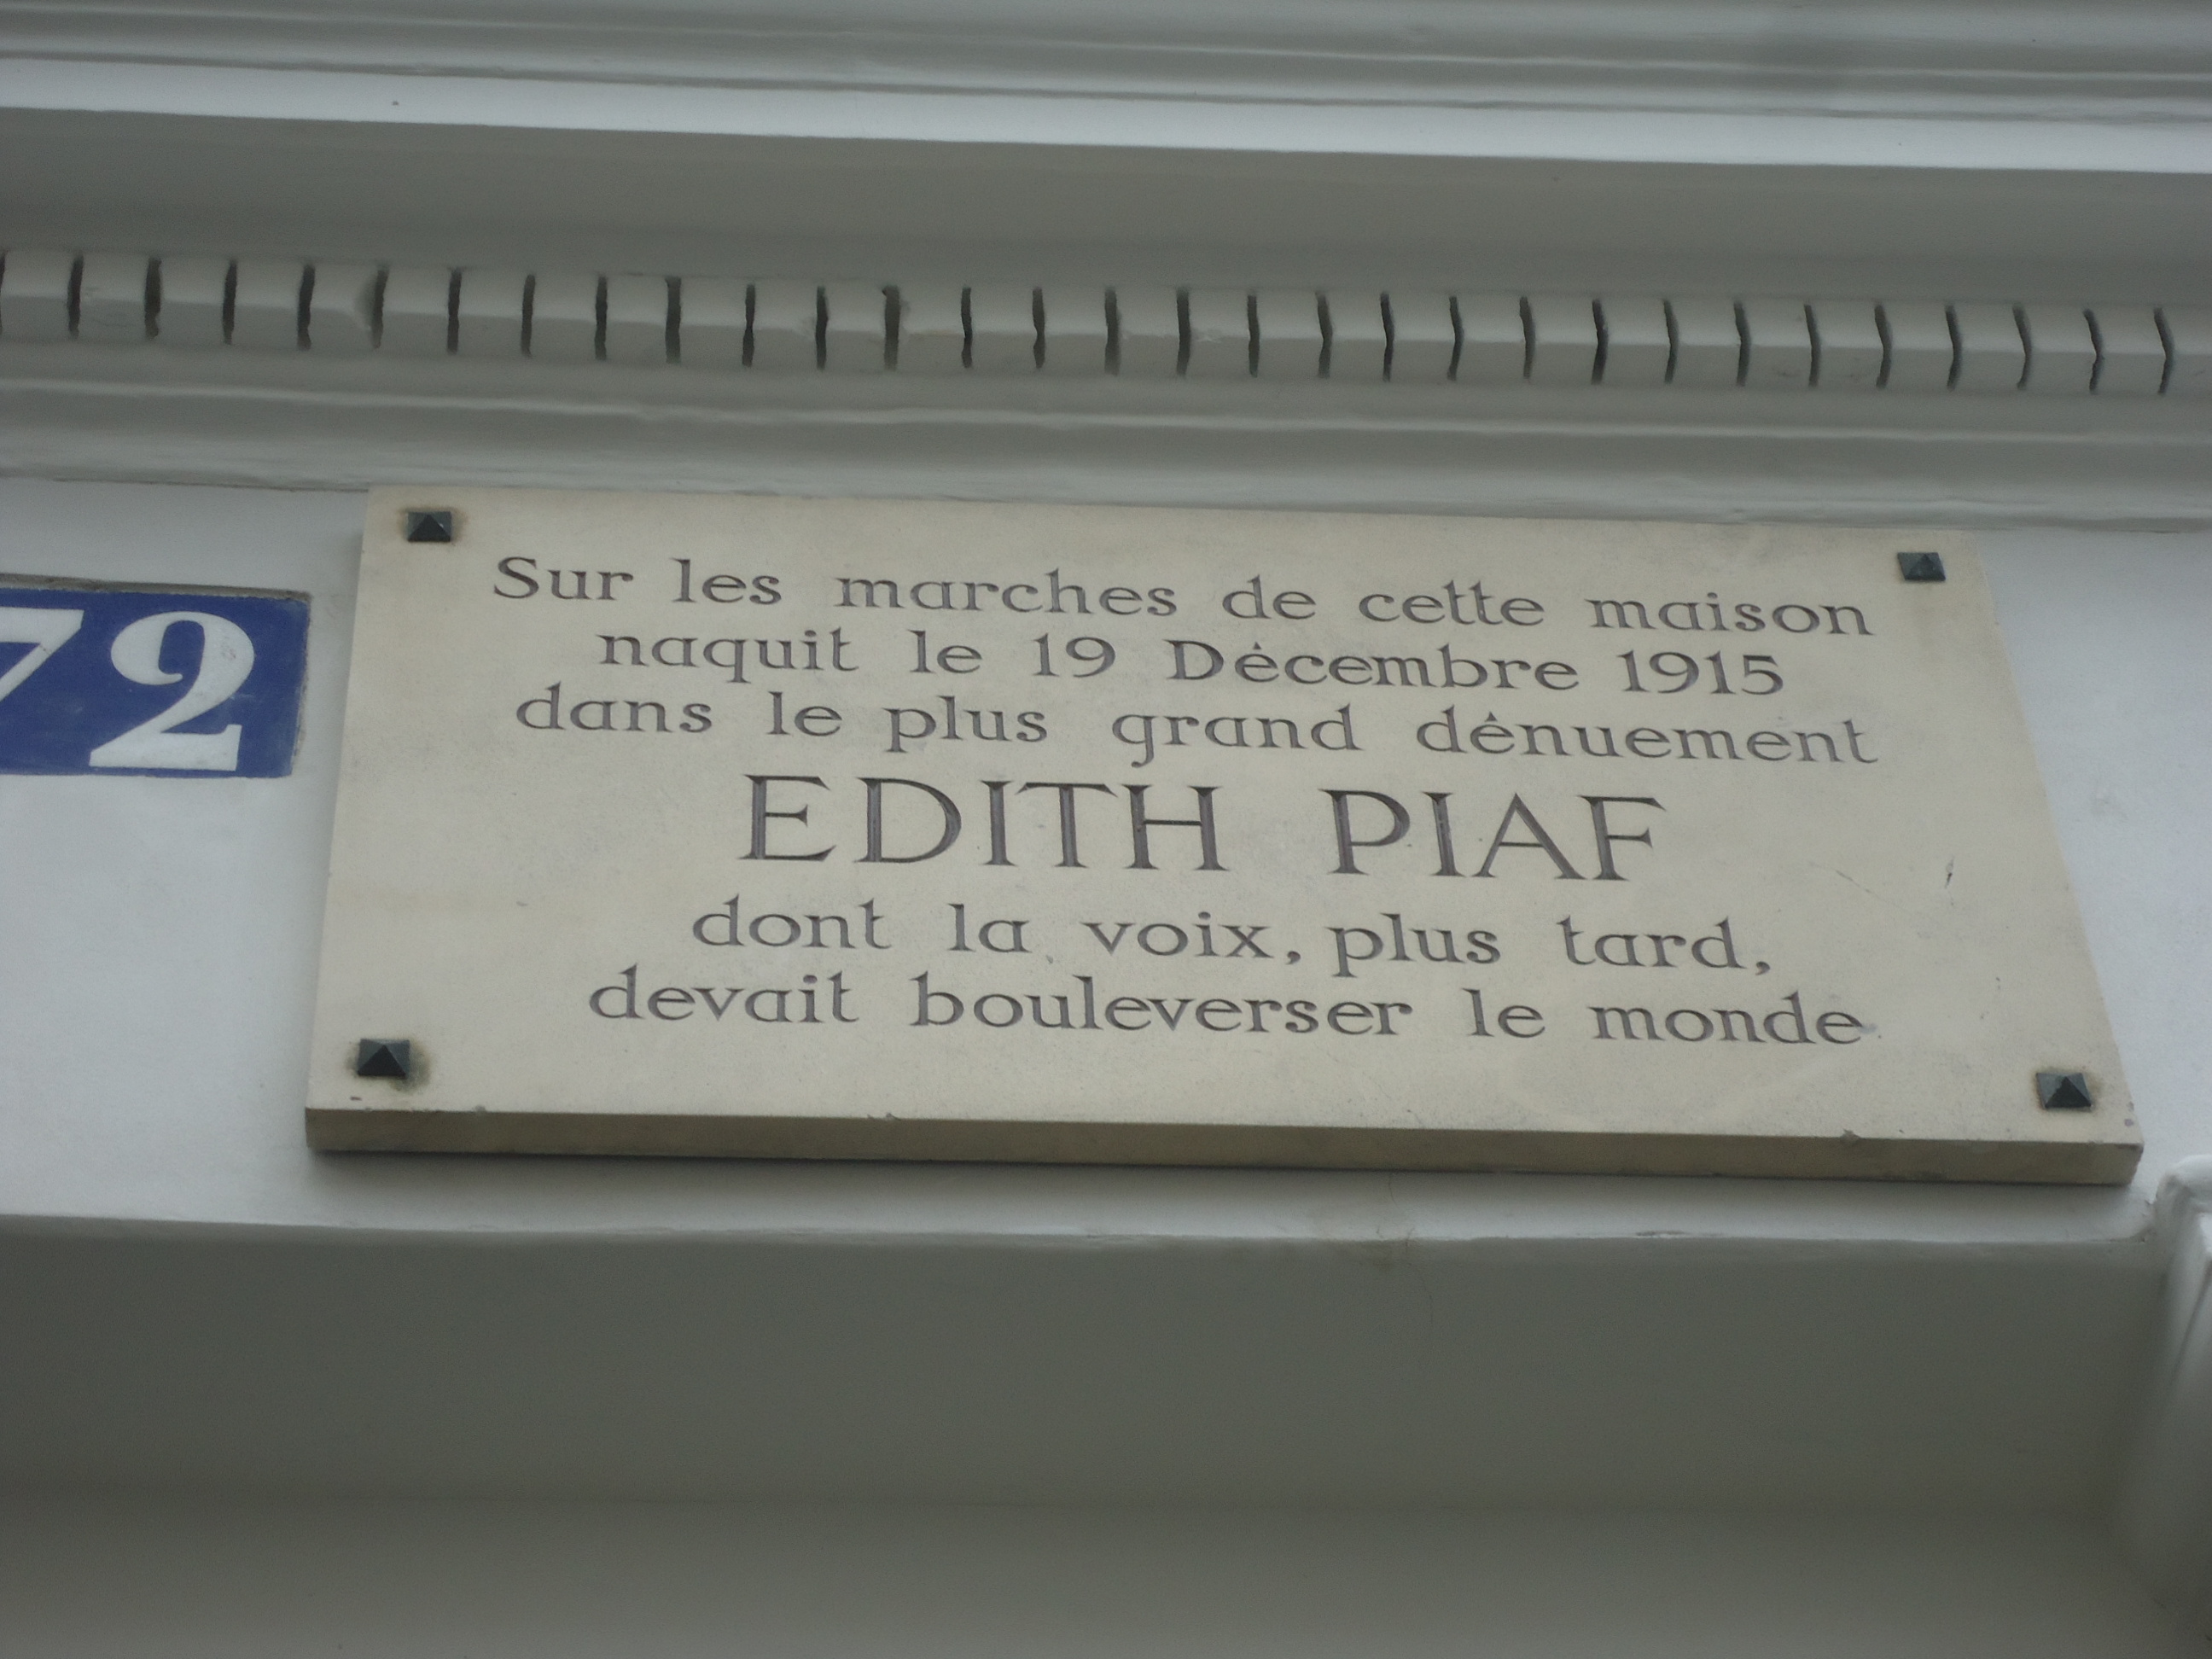 72
Sur les marches de cette maison
naquit le 19 Décembre 1915
dans le plus grand dénuement
EDITH PIAF
dont la voix, plus tard,
devait bouleverser le monde